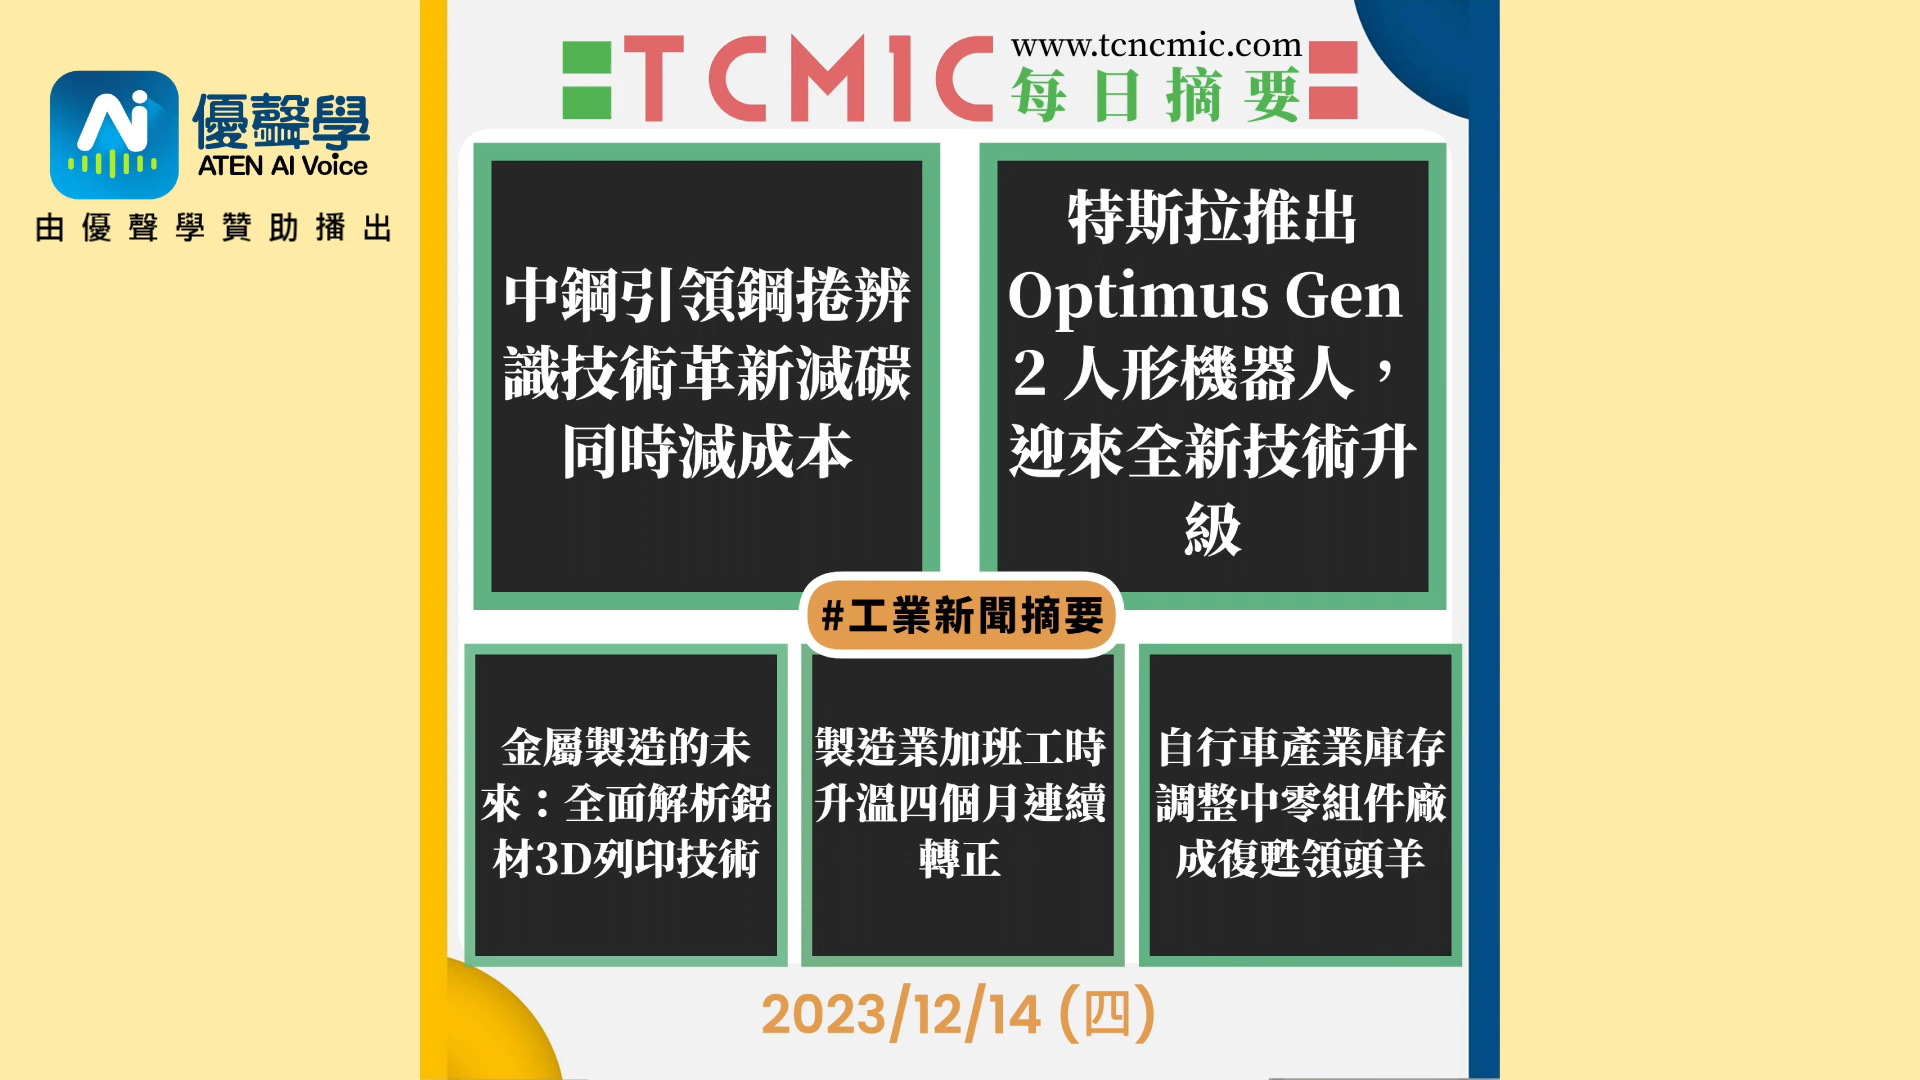 Ai
優聲學
ATEN AI Voice
由優聲學贊助播出
TCMIC
www.tcncmic.com
每日摘要
中鋼引領鋼捲辨
識技術革新減碳
同時減成本
特斯拉推出
Optimus Gen
2 人形機器人，
迎來全新技術升
級
#工業新聞摘要
金屬製造的未
來：全面解析鋁
材3D列印技術
製造業加班工時
升溫四個月連續
轉正
自行車產業庫存
調整中零組件廠
成復甦領頭羊
2023/12/14 (四)